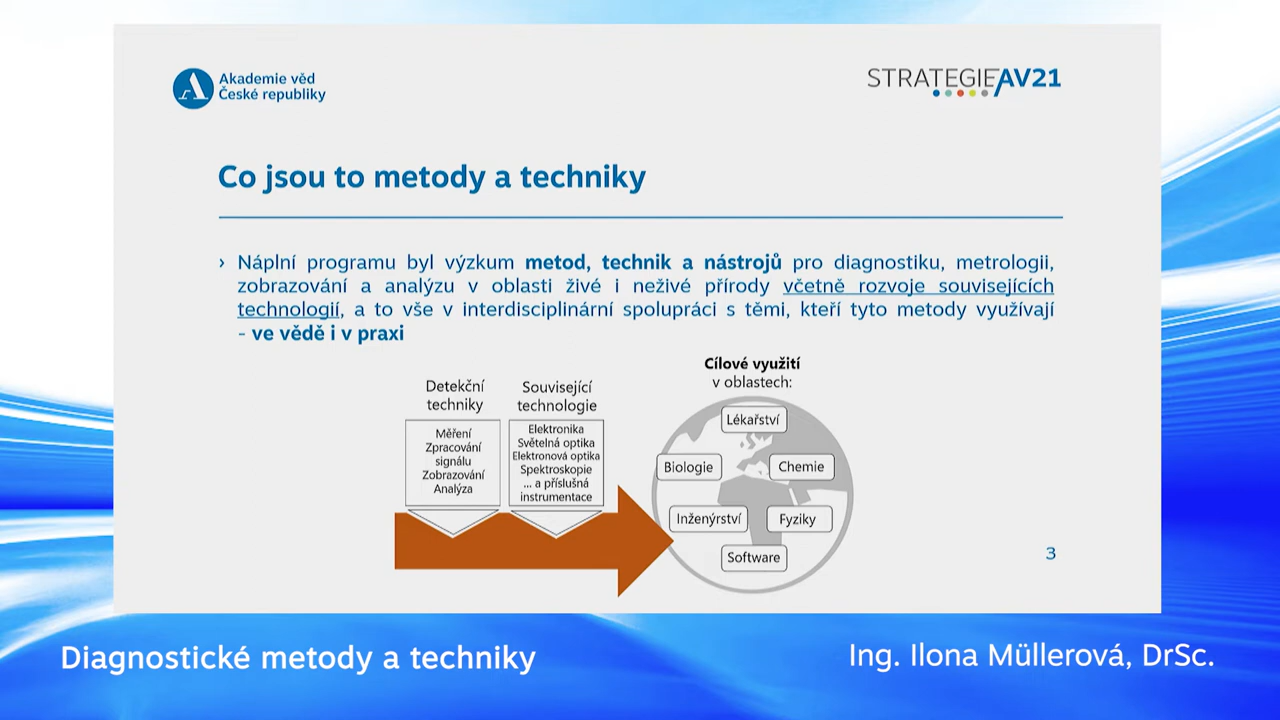 Akademie věd
České republiky
STRATEGIE AV21
Co jsou to metody a techniky
› Náplní programu byl výzkum metod, technik a nástrojů pro diagnostiku, metrologii,
zobrazování a analýzu v oblasti živé i neživé přírody včetně rozvoje souvisejících
technologií, a to vše v interdisciplinární spolupráci s těmi, kteří tyto metody využívají
- ve vědě i v praxi
Detekční
techniky
Měření
Zpracování
signálu
Zobrazování
Analýza
Související
technologie
Elektronika
Světelná optika
Elektronová optika
Spektroskopie
... a příslušná
instrumentace
Cílové využití
v oblastech:
Lékařství
Biologie
Chemie
Inženýrství
Fyziky
Software
3
Diagnostické metody a techniky
Ing. Ilona Müllerová, DrSc.